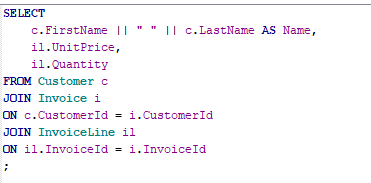 SELECT
c.FirstName || " " || c.LastName AS Name,
il.UnitPrice,
il.Quantity
FROM Customer c
JOIN Invoice i
ON c.CustomerId = i.CustomerId
JOIN InvoiceLine il
ON il.InvoiceId = i.InvoiceId
;